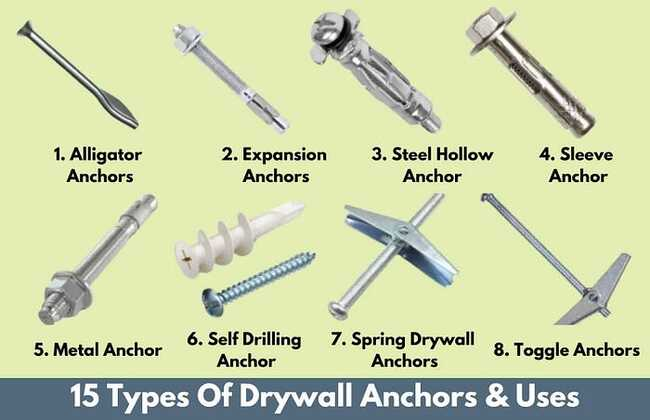 1. Alligator
Anchors
2. Expansion
Anchors
3. Steel Hollow
Anchor
4. Sleeve
Anchor
5. Metal Anchor
6. Self Drilling
Anchor
7. Spring Drywall
Anchors
8. Toggle Anchors
15 Types Of Drywall Anchors & Uses